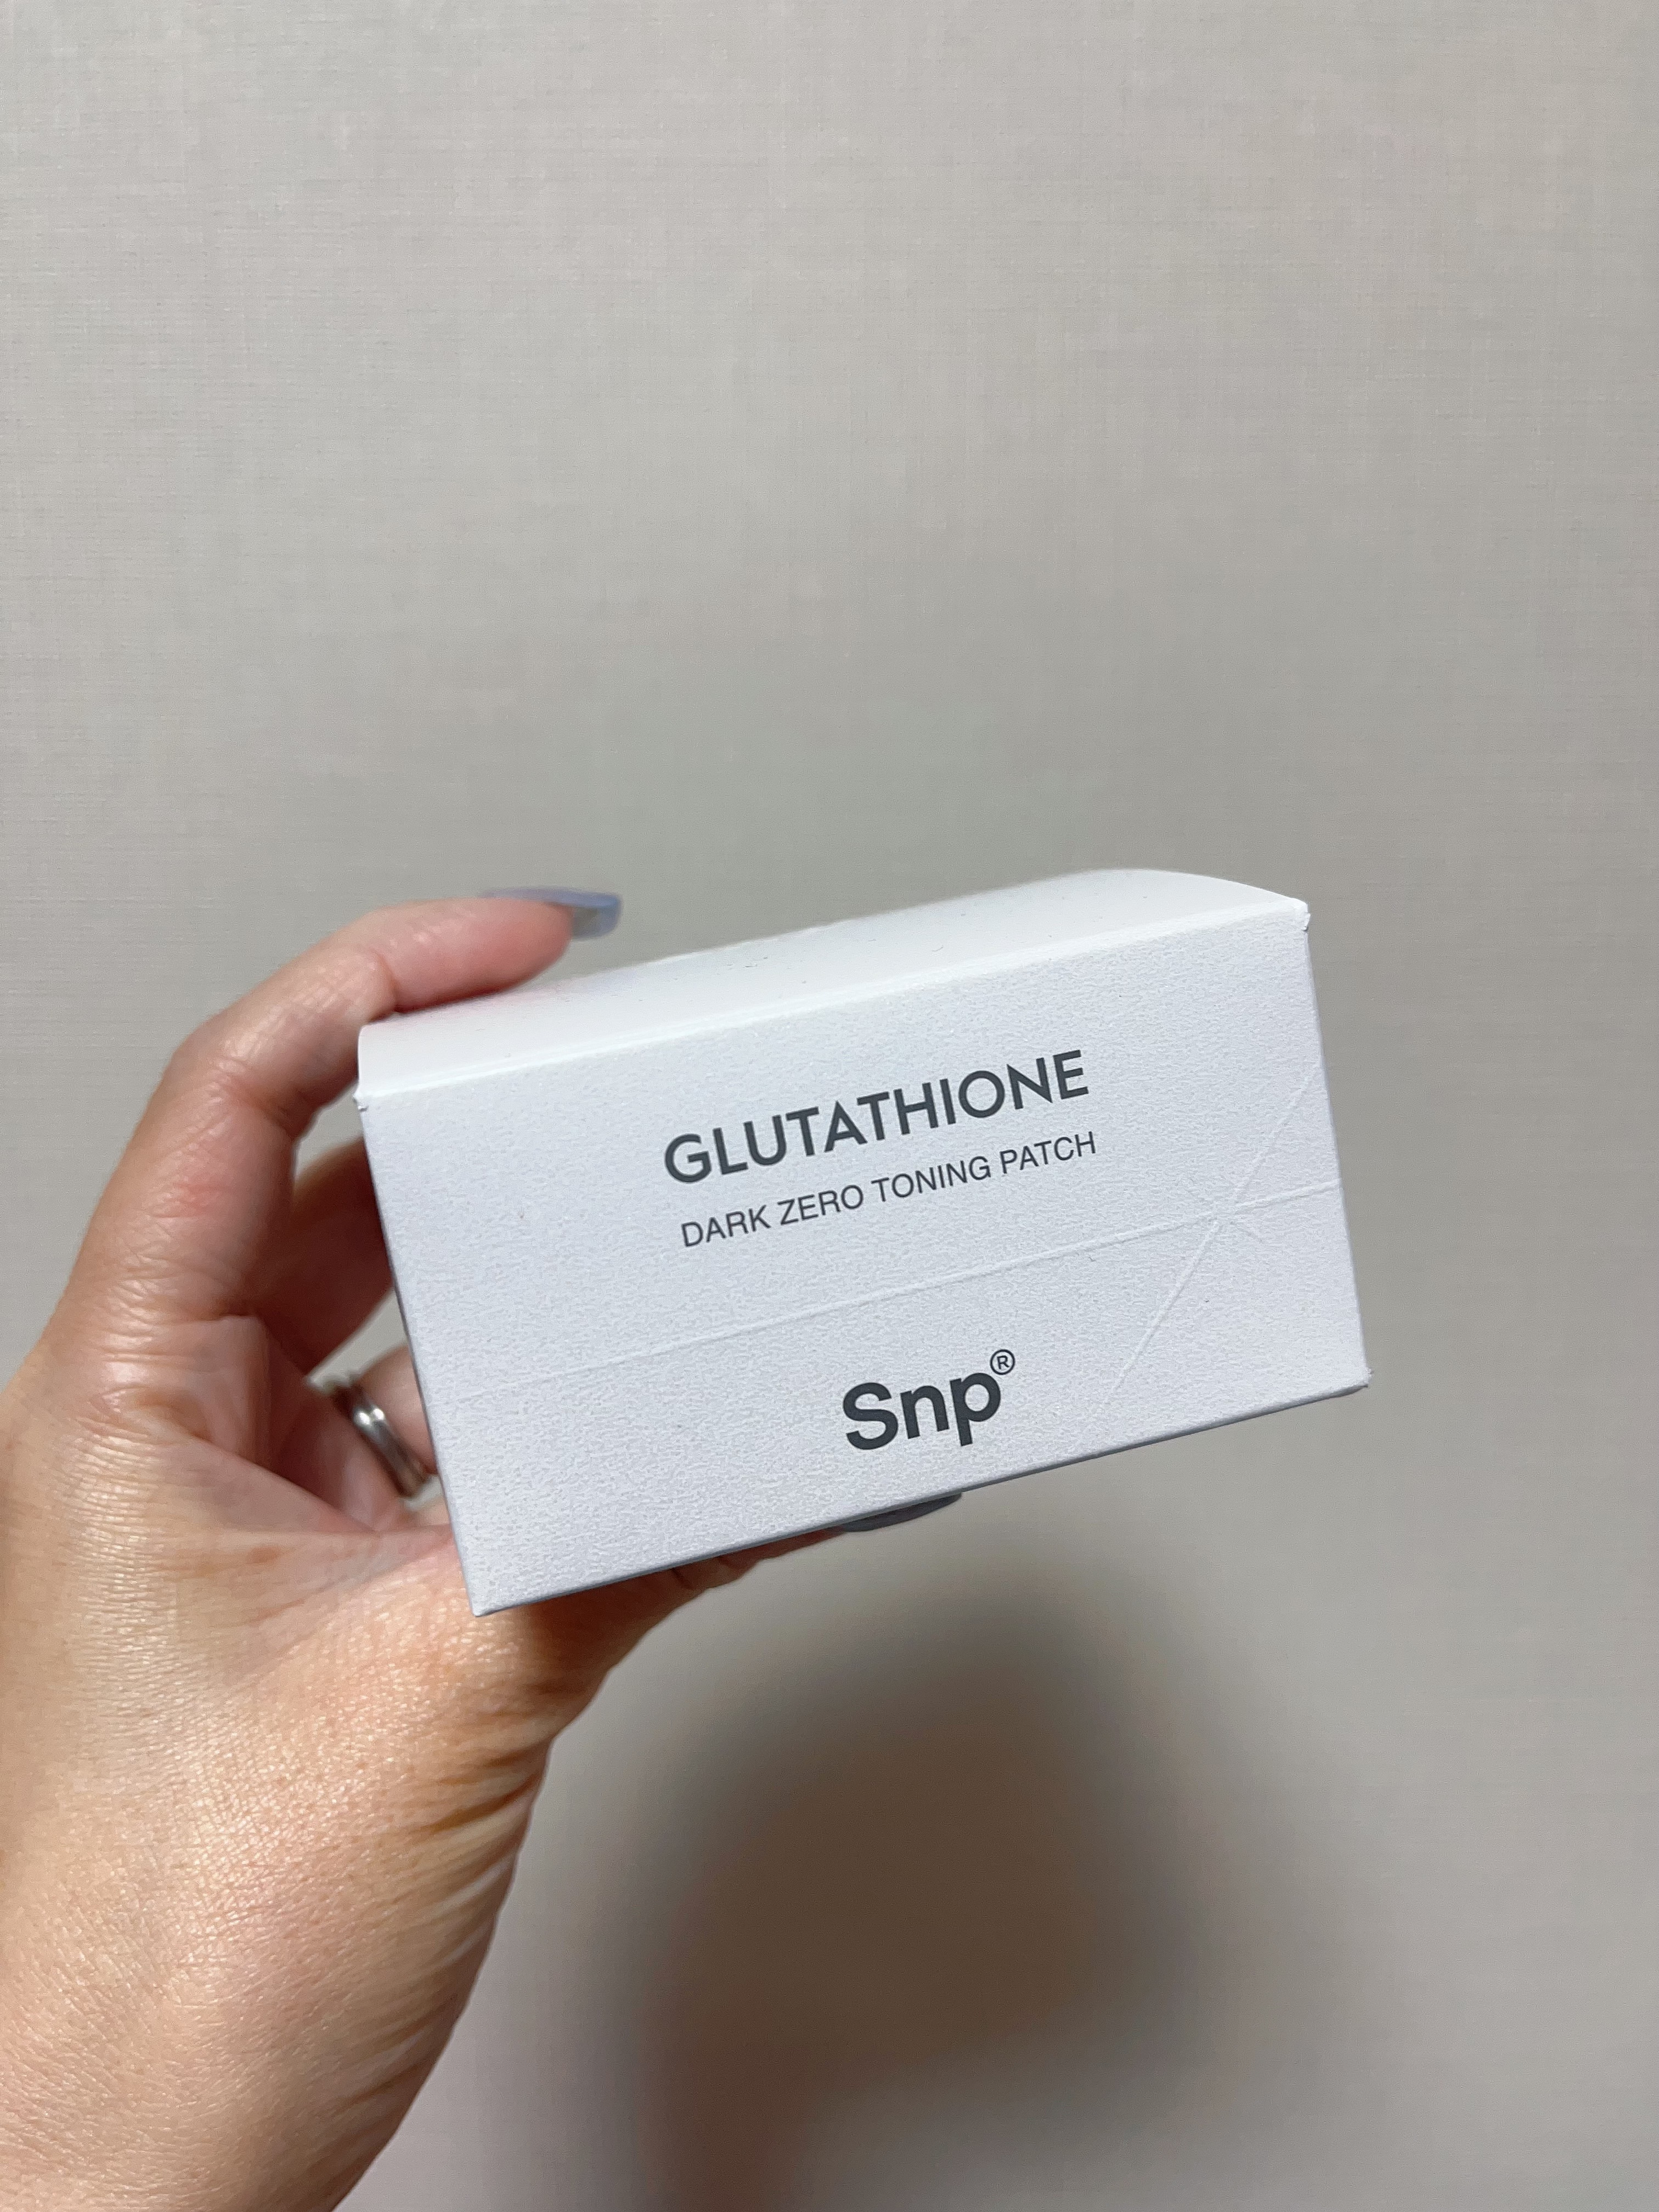 GLUTATHIONE
DARK ZERO TONING PATCH
Snp®